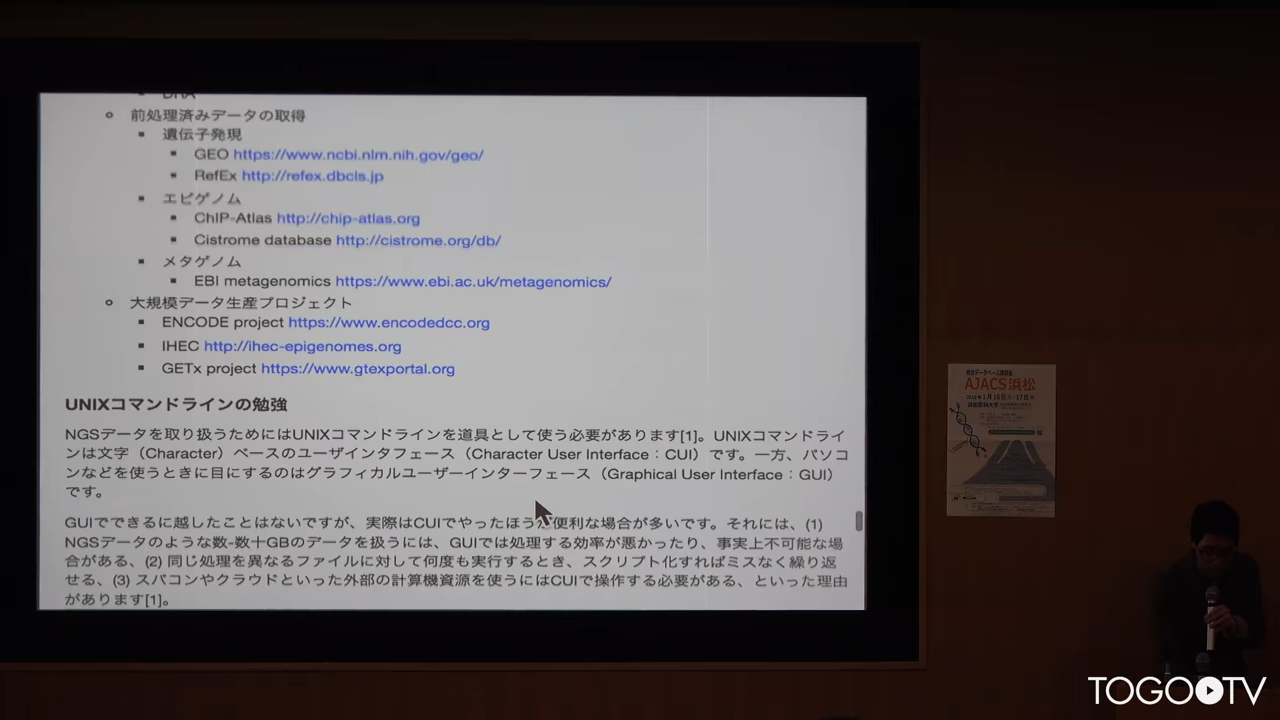 DNA
前処理済みデータの取得
遺伝子発現
GEO https://www.ncbi.nlm.nih.gov/geo/
RefEx http://refex.dbcls.jp
エピゲノム
ChIP-Atlas http://chip-atlas.org
Cistrome database http://cistrome.org/db/
メタゲノム
EBI metagenomics https://www.ebi.ac.uk/metagenomics/
大規模データ生産プロジェクト
ENCODE project https://www.encodedcc.org
IHEC http://ihec-epigenomes.org
GETx project https://www.gtexportal.org
UNIXコマンドラインの勉強
NGSデータを取り扱うためにはUNIXコマンドラインを道具として使う必要があります[1]。UNIXコマンドライ
ンは文字（Character）ベースのユーザインタフェース（Character User Interface：CUI）です。一方、パソコ
ンなどを使うときに目にするのはグラフィカルユーザーインターフェース（Graphical User Interface：GUI）
です。
GUIでできるに越したことはないですが、実際はCUIでやったほうが便利な場合が多いです。それには、(1)
NGSデータのような数-数十GBのデータを扱うには、GUIでは処理する効率が悪かったり、事実上不可能な場
合がある、(2) 同じ処理を異なるファイルに対して何度も実行するとき、スクリプト化すればミスなく繰り返
せる、(3) スパコンやクラウドといった外部の計算機資源を使うにはCUIで操作する必要がある、といった理由
があります[1]。
統合データベース講習会
AJACS浜松
TOGOTV